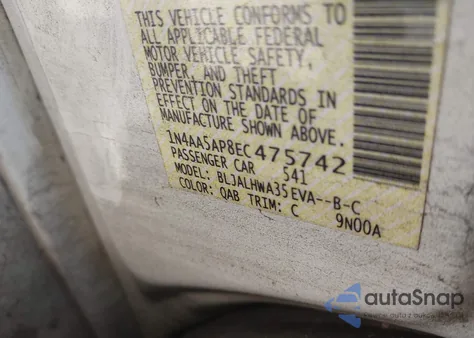 THIS VEHICLE CONFORMS TO
ALL APPLICABLE FEDERAL
MOTOR VEHICLE SAFETY,
BUMPER, AND THEFT
PREVENTION STANDARDS IN
EFFECT ON THE DATE OF
MANUFACTURE SHOWN ABOVE.
1N4AA5AP8EC475742
PASSENGER CAR 541
MODEL: BLJALHWA35EVA--B-C
COLOR: QAB TRIM: C 9N00A
autaSnap